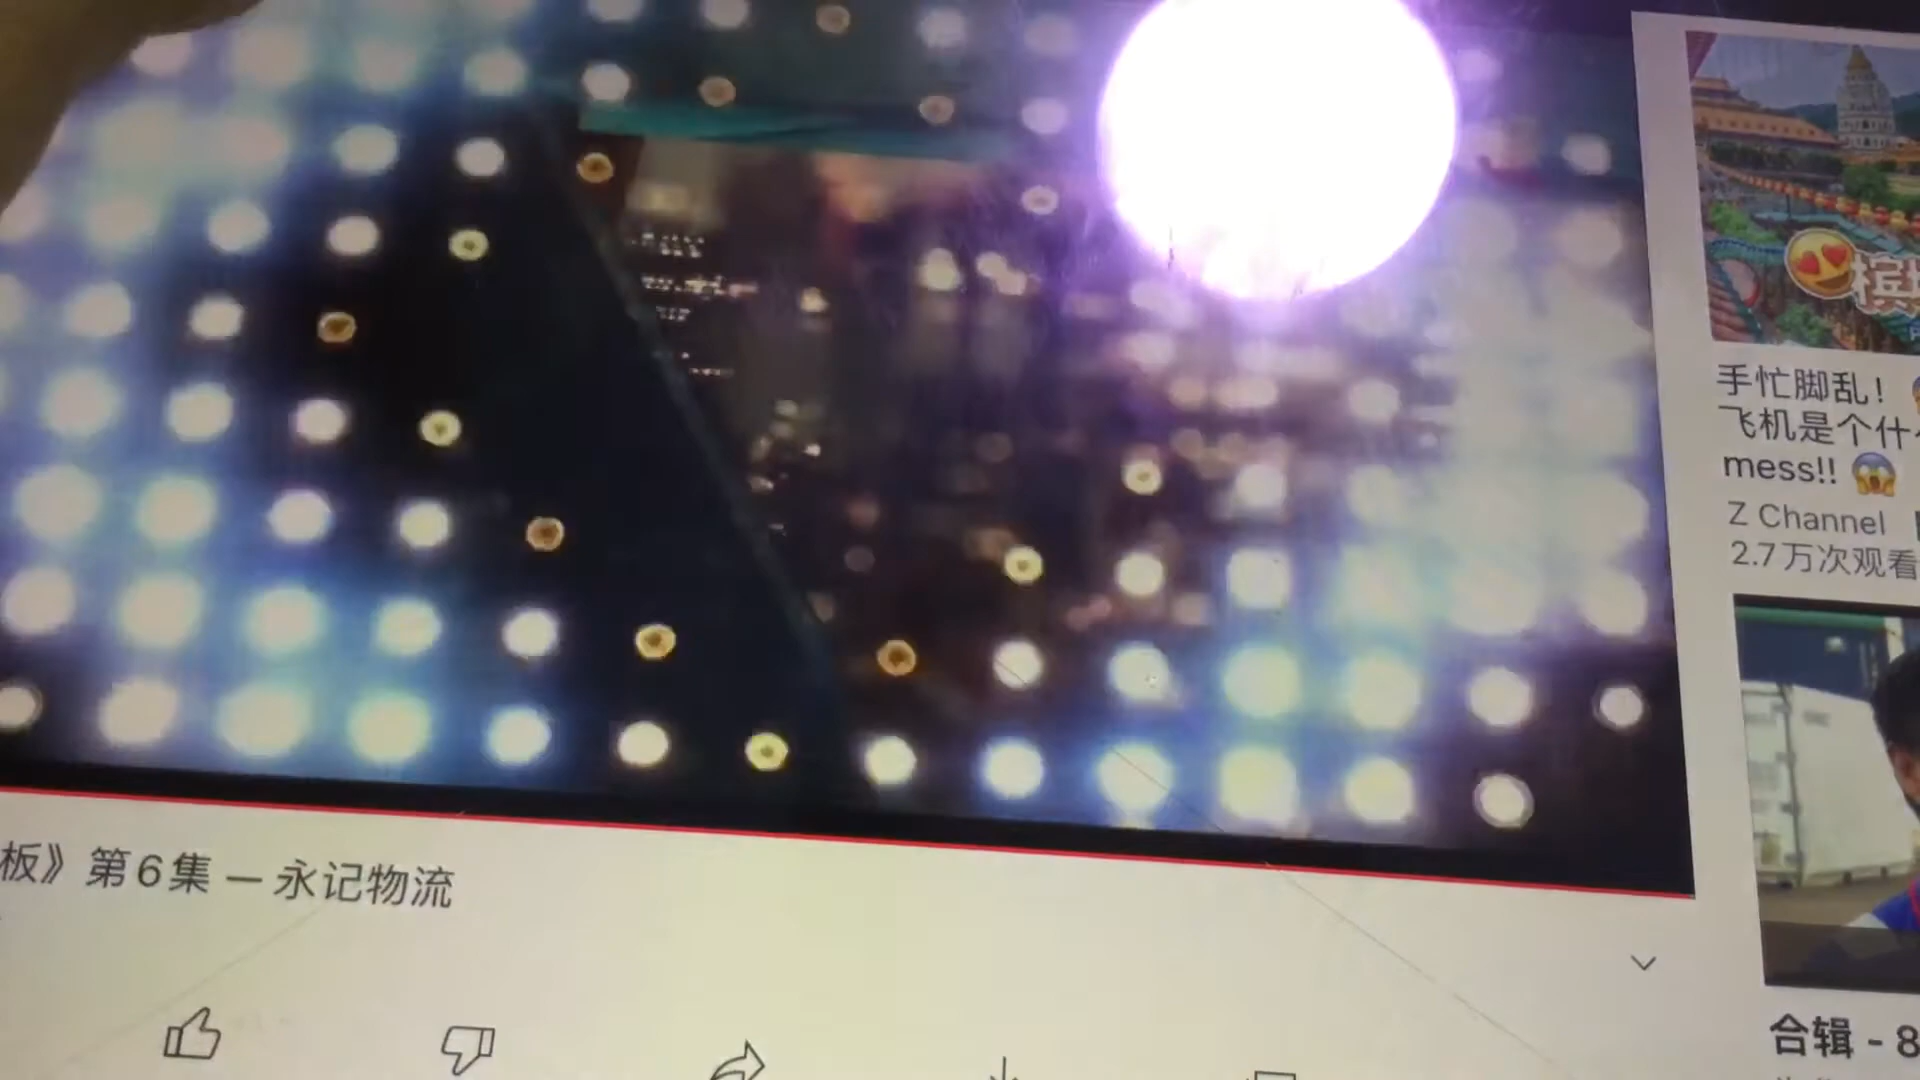 板》第6集 — 永记物流
手忙脚乱！
飞机是个什
mess!!
Z Channel
2.7万次观看
合辑 - 8